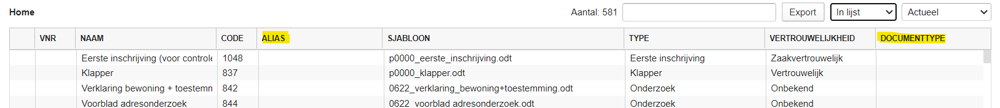 Home Aantal: 581 Export In lijst Actueel
VNR NAAM CODE ALIAS SJABLOON TYPE VERTROUWELIJKHEID DOCUMENTTYPE
Eerste inschrijving (voor controle 1048 p0000_eerste_inschrijving.odt Eerste inschrijving Zaakvertrouwelijk
Klapper 837 p0000_klapper.odt Klapper Vertrouwelijk
Verklaring bewoning + toestemm 842 0622_verklaring_bewoning+toestemming.odt Onderzoek Onbekend
Voorblad adresonderzoek 844 0622_voorblad adresonderzoek.odt Onderzoek Onbekend